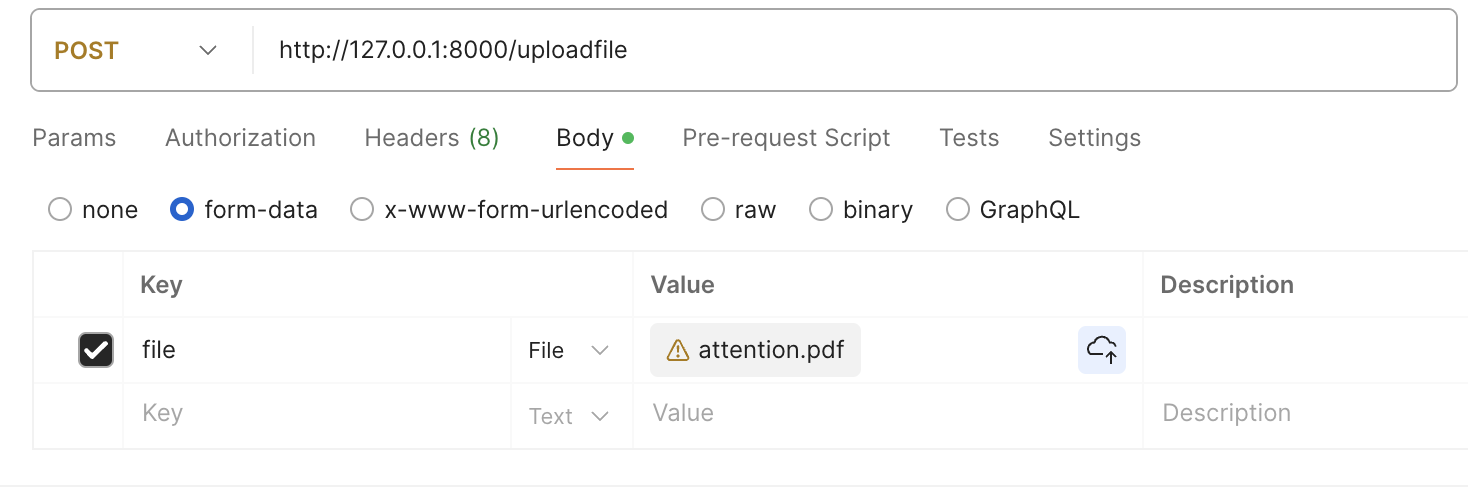 POST http://127.0.0.1:8000/uploadfile
Params Authorization Headers (8) Body Pre-request Script Tests Settings
none form-data x-www-form-urlencoded raw binary GraphQL
Key Value Description
file File attention.pdf
Key Text Value Description